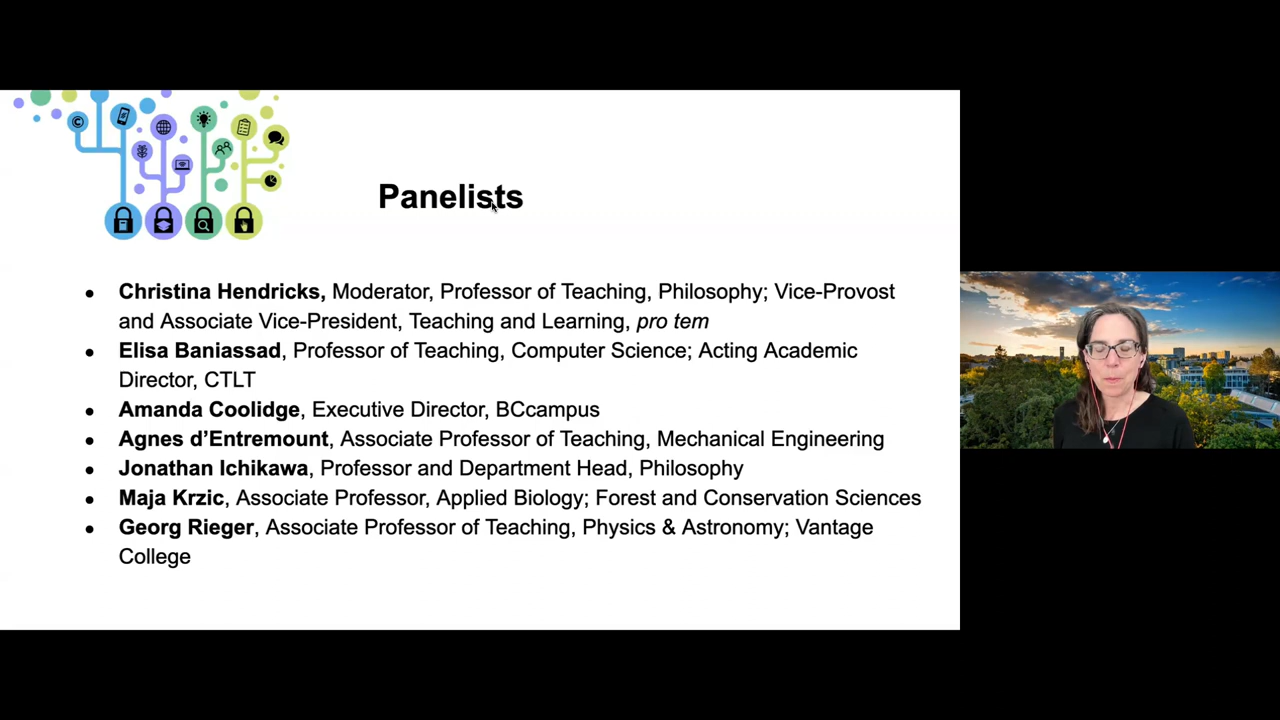 Panelists
● Christina Hendricks, Moderator, Professor of Teaching, Philosophy; Vice-Provost
and Associate Vice-President, Teaching and Learning, pro tem
● Elisa Baniassad, Professor of Teaching, Computer Science; Acting Academic
Director, CTLT
● Amanda Coolidge, Executive Director, BCcampus
● Agnes d’Entremount, Associate Professor of Teaching, Mechanical Engineering
● Jonathan Ichikawa, Professor and Department Head, Philosophy
● Maja Krzic, Associate Professor, Applied Biology; Forest and Conservation Sciences
● Georg Rieger, Associate Professor of Teaching, Physics & Astronomy; Vantage
College